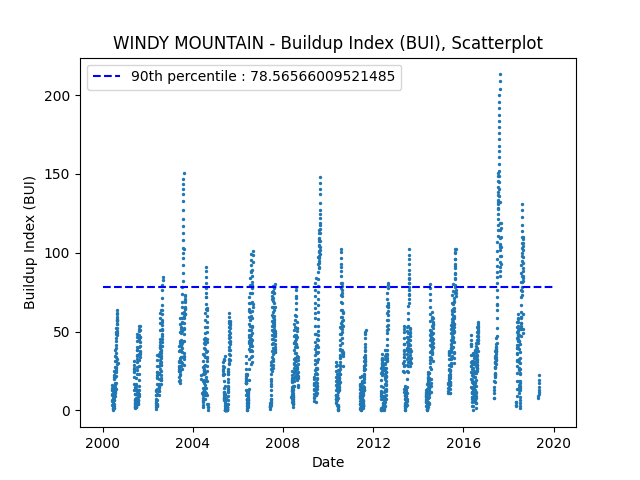 WINDY MOUNTAIN - Buildup Index (BUI), Scatterplot
90th percentile : 78.56566009521485
Buildup Index (BUI)
200
150
100
50
0
2000 2004 2008 2012 2016 2020
Date